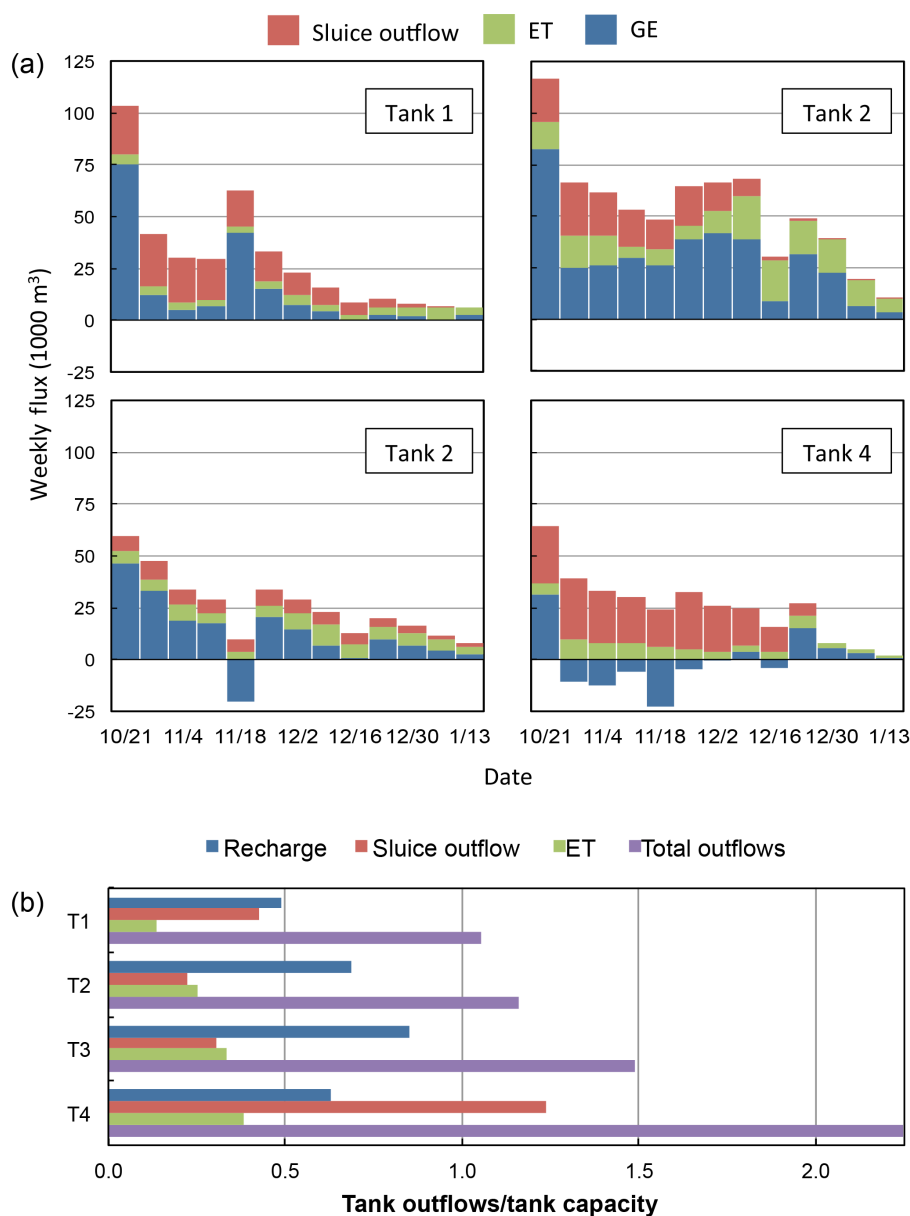 Sluice outflow ET GE
(a)
125
100
75
50
25
0
-25
Tank 1
Tank 2
Weekly flux (1000 m³)
125
100
75
50
25
0
-25
Tank 2
Tank 4
10/21 11/4 11/18 12/2 12/16 12/30 1/13
10/21 11/4 11/18 12/2 12/16 12/30 1/13
Date
Recharge Sluice outflow ET Total outflows
(b)
T1
T2
T3
T4
0.0 0.5 1.0 1.5 2.0
Tank outflows/tank capacity